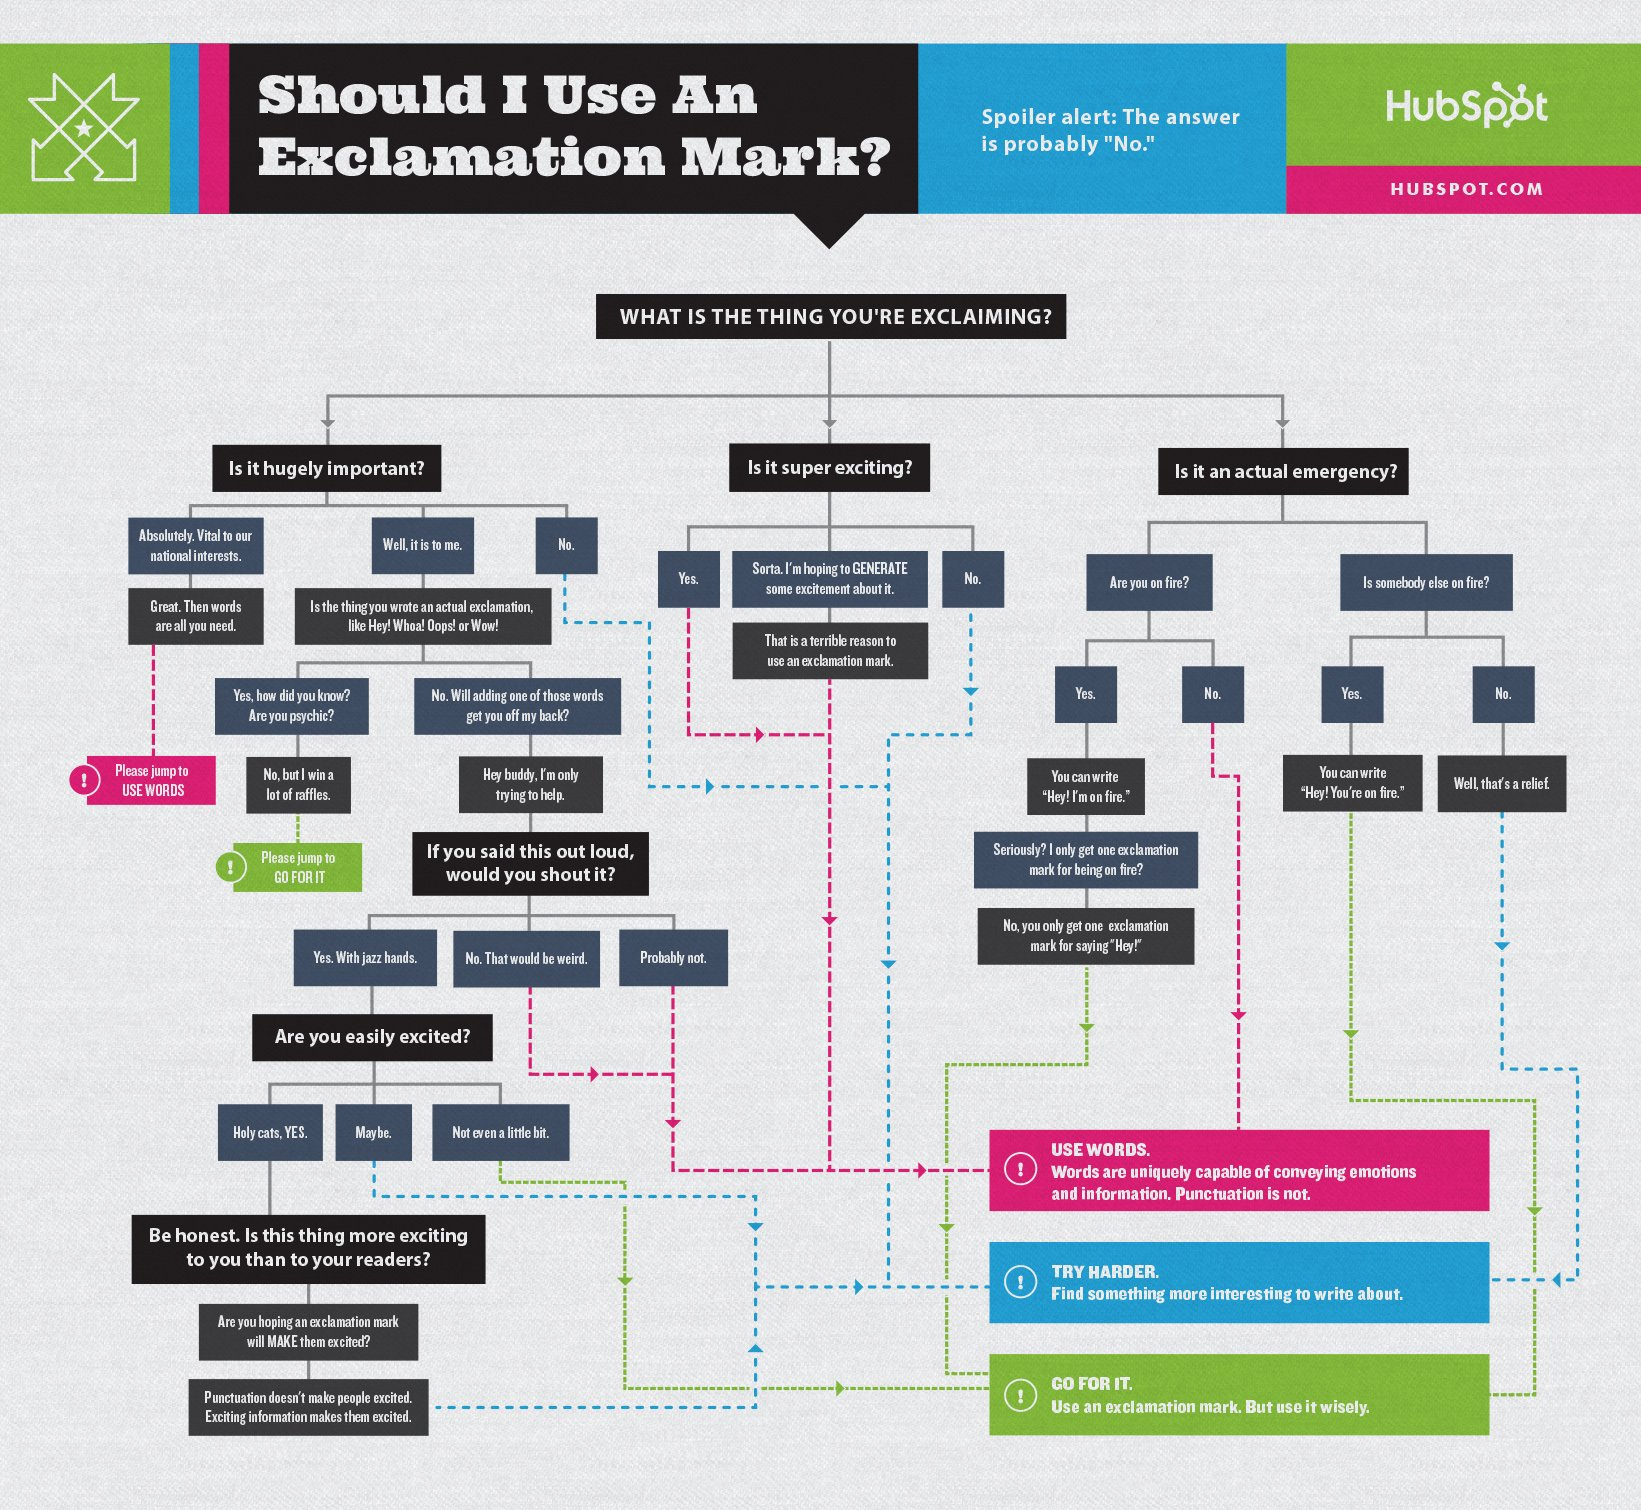 Should I Use An
Exclamation Mark?
Spoiler alert: The answer
is probably "No."
HubSpot
HUBSPOT.COM
WHAT IS THE THING YOU'RE EXCLAIMING?
Is it hugely important?
Is it super exciting?
Is it an actual emergency?
Absolutely. Vital to our
national interests.
Well, it is to me.
No.
Great. Then words
are all you need.
Is the thing you wrote an actual exclamation,
like Hey! Whoa! Oops! or Wow!
Yes, how did you know?
Are you psychic?
No. Will adding one of those words
get you off my back?
! Please jump to
USE WORDS
No, but I win a
lot of raffles.
Hey buddy, I'm only
trying to help.
! Please jump to
GO FOR IT
If you said this out loud,
would you shout it?
Yes. With jazz hands.
No. That would be weird.
Probably not.
Are you easily excited?
Holy cats, YES.
Maybe.
Not even a little bit.
Be honest. Is this thing more exciting
to you than to your readers?
Are you hoping an exclamation mark
will MAKE them excited?
Punctuation doesn't make people excited.
Exciting information makes them excited.
Yes.
Sorta. I'm hoping to GENERATE
some excitement about it.
No.
That is a terrible reason to
use an exclamation mark.
Are you on fire?
Is somebody else on fire?
Yes.
No.
Yes.
No.
You can write
“Hey! I'm on fire.”
You can write
“Hey! You're on fire.”
Well, that's a relief.
Seriously? I only get one exclamation
mark for being on fire?
No, you only get one exclamation
mark for saying "Hey!"
! USE WORDS.
Words are uniquely capable of conveying emotions
and information. Punctuation is not.
! TRY HARDER.
Find something more interesting to write about.
! GO FOR IT.
Use an exclamation mark. But use it wisely.